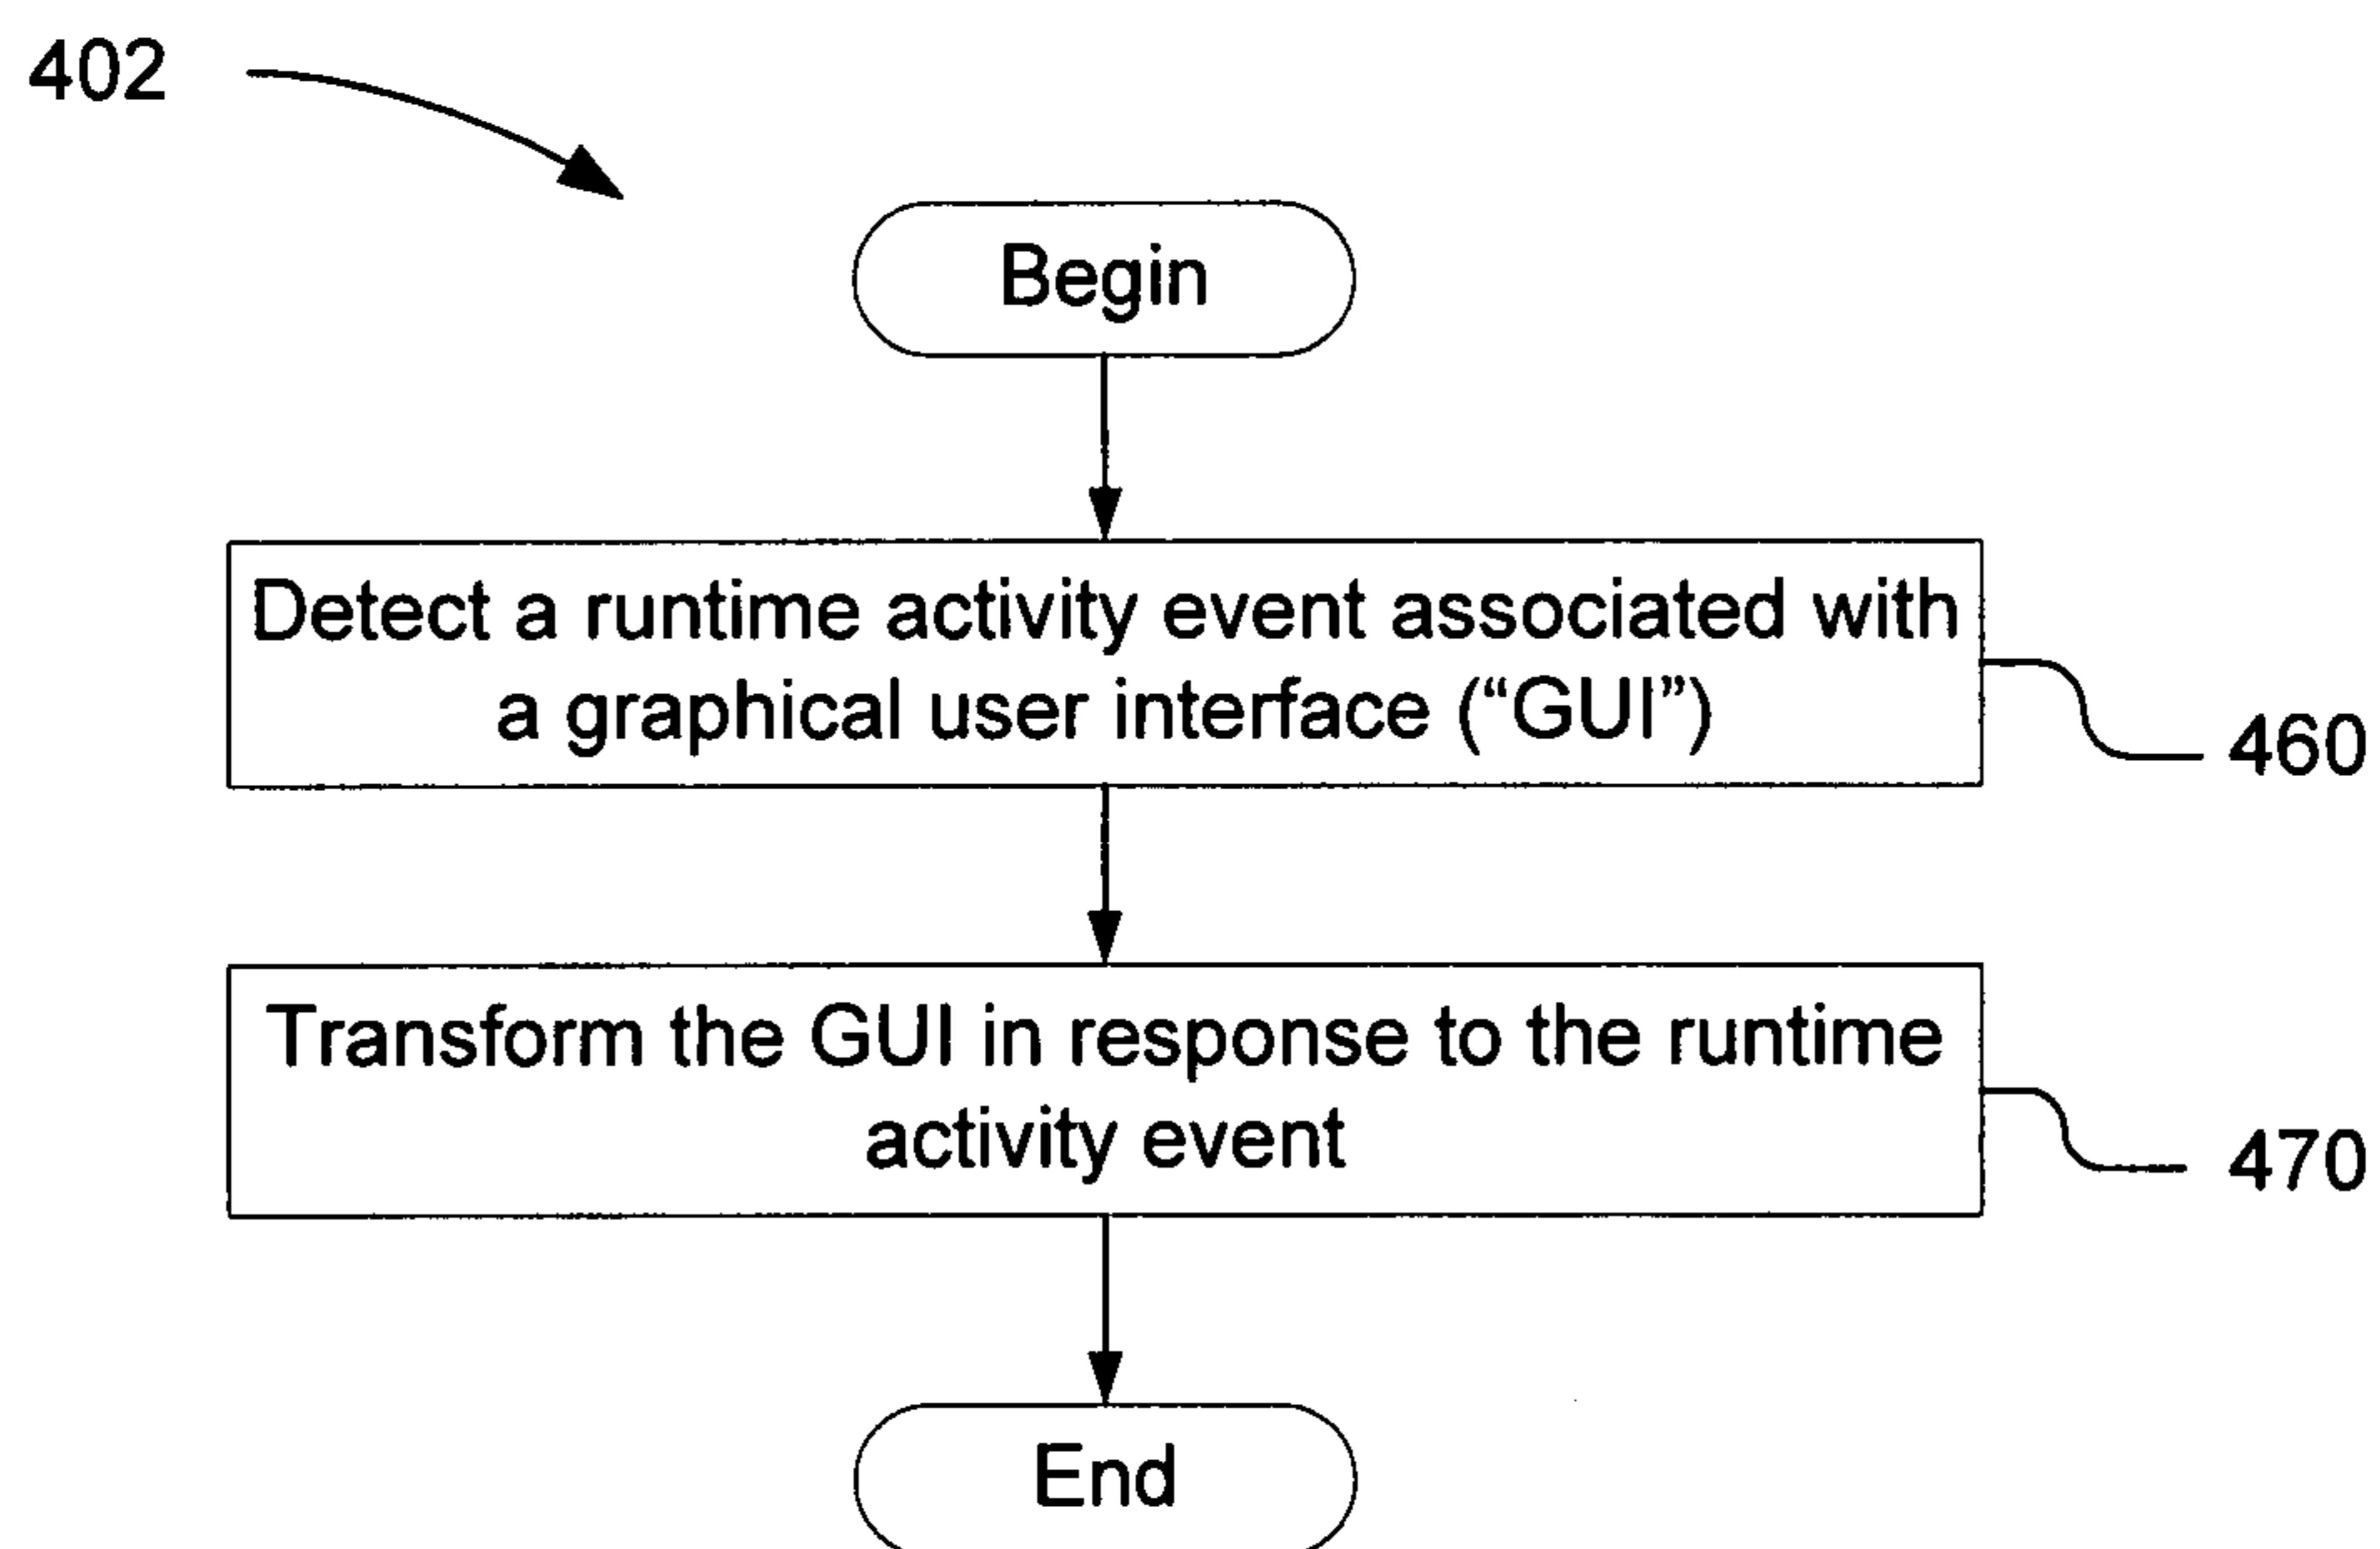 402
Begin
Detect a runtime activity event associated with
a graphical user interface (“GUI”)
460
Transform the GUI in response to the runtime
activity event
470
End